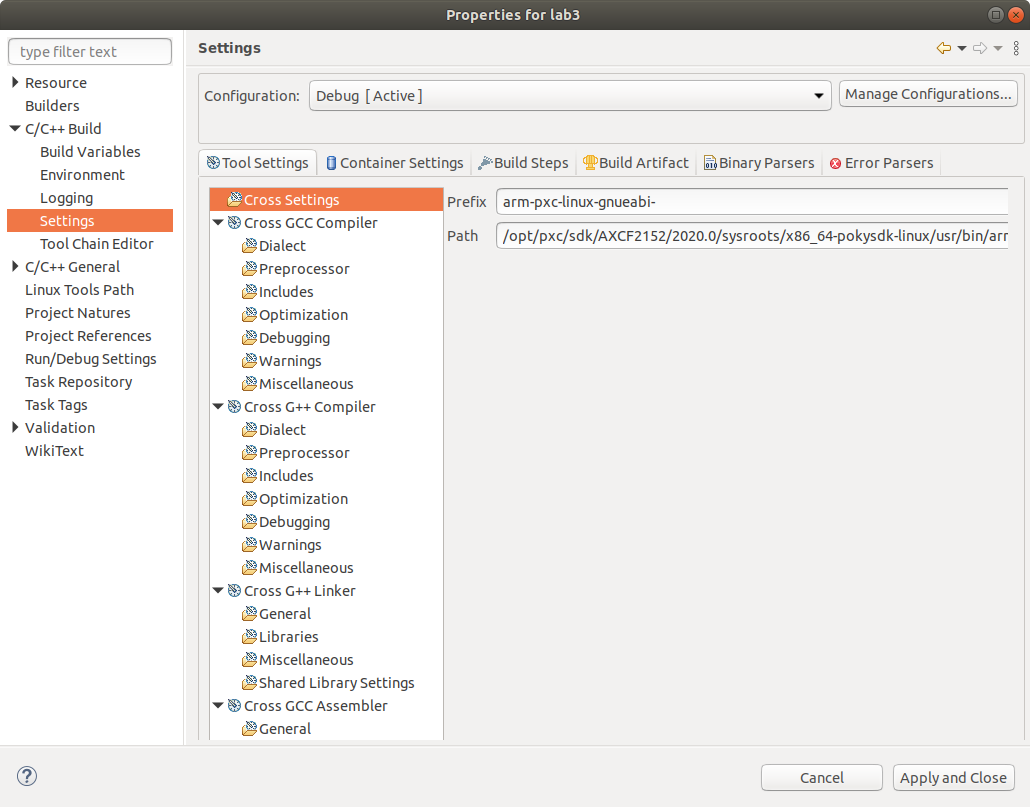 Properties for lab3
type filter text
Resource
Builders
C/C++ Build
Build Variables
Environment
Logging
Settings
Tool Chain Editor
C/C++ General
Linux Tools Path
Project Natures
Project References
Run/Debug Settings
Task Repository
Task Tags
Validation
WikiText
Settings
Configuration: Debug [ Active ] Manage Configurations...
Tool Settings Container Settings Build Steps Build Artifact Binary Parsers Error Parsers
Cross Settings
Cross GCC Compiler
Dialect
Preprocessor
Includes
Optimization
Debugging
Warnings
Miscellaneous
Cross G++ Compiler
Dialect
Preprocessor
Includes
Optimization
Debugging
Warnings
Miscellaneous
Cross G++ Linker
General
Libraries
Miscellaneous
Shared Library Settings
Cross GCC Assembler
General
Prefix arm-pxc-linux-gnueabi-
Path /opt/pxc/sdk/AXCF2152/2020.0/sysroots/x86_64-pokysdk-linux/usr/bin/arm
Cancel Apply and Close